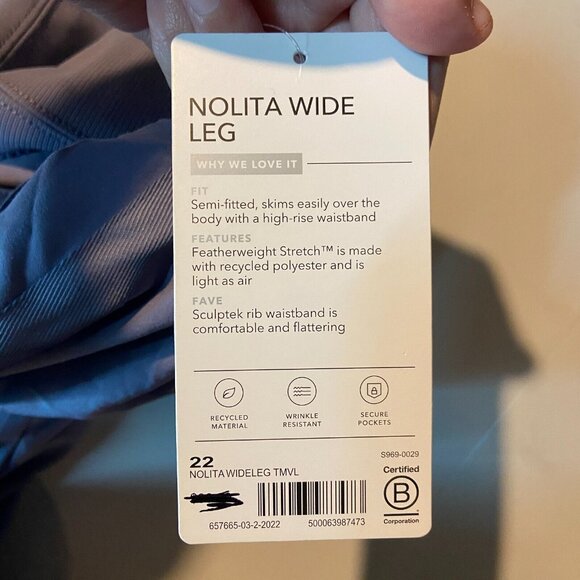 NOLITA WIDE
LEG
WHY WE LOVE IT
FIT
Semi-fitted, skims easily over the
body with a high-rise waistband
FEATURES
Featherweight Stretch™ is made
with recycled polyester and is
light as air
FAVE
Sculptek rib waistband is
comfortable and flattering
RECYCLED
MATERIAL
WRINKLE
RESISTANT
SECURE
POCKETS
22
NOLITA WIDELEG TMVL
S969-0029
Certified
B
Corporation
657665-03-2-2022
500063987473